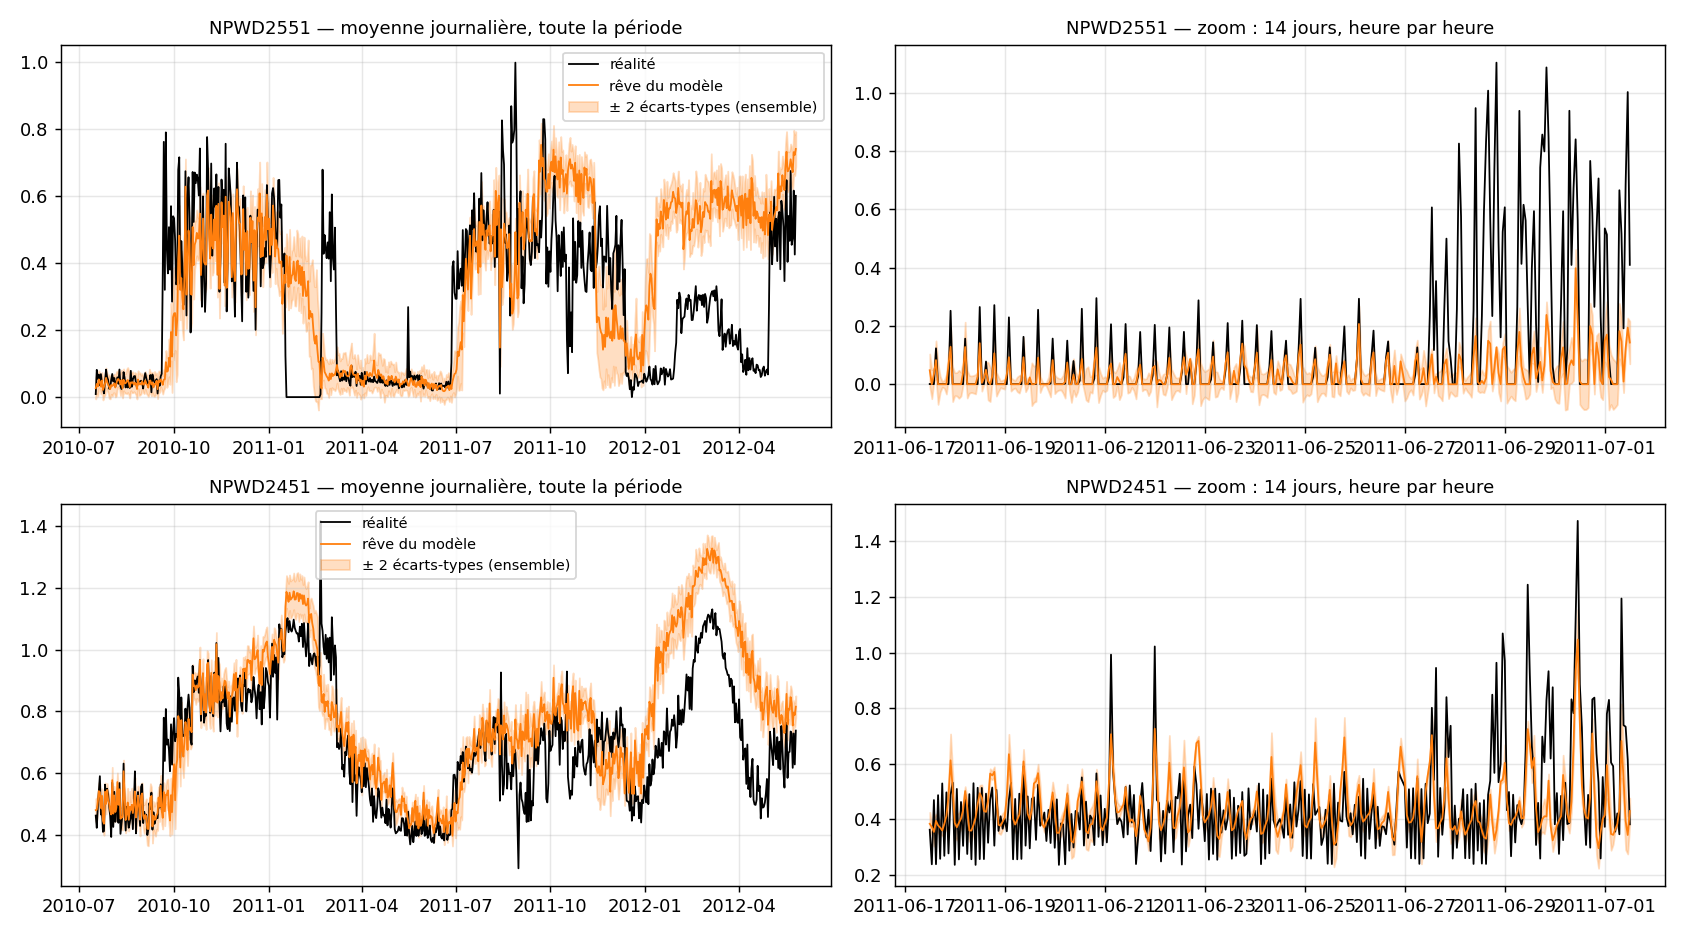 NPWD2551 — moyenne journalière, toute la période
1.0
0.8
0.6
0.4
0.2
0.0
réalité
rêve du modèle
± 2 écarts-types (ensemble)
2010-07 2010-10 2011-01 2011-04 2011-07 2011-10 2012-01 2012-04
NPWD2551 — zoom : 14 jours, heure par heure
1.0
0.8
0.6
0.4
0.2
0.0
2011-06-17 2011-06-19 2011-06-21 2011-06-23 2011-06-25 2011-06-27 2011-06-29 2011-07-01
NPWD2451 — moyenne journalière, toute la période
1.4
1.2
1.0
0.8
0.6
0.4
réalité
rêve du modèle
± 2 écarts-types (ensemble)
2010-07 2010-10 2011-01 2011-04 2011-07 2011-10 2012-01 2012-04
NPWD2451 — zoom : 14 jours, heure par heure
1.4
1.2
1.0
0.8
0.6
0.4
0.2
2011-06-17 2011-06-19 2011-06-21 2011-06-23 2011-06-25 2011-06-27 2011-06-29 2011-07-01